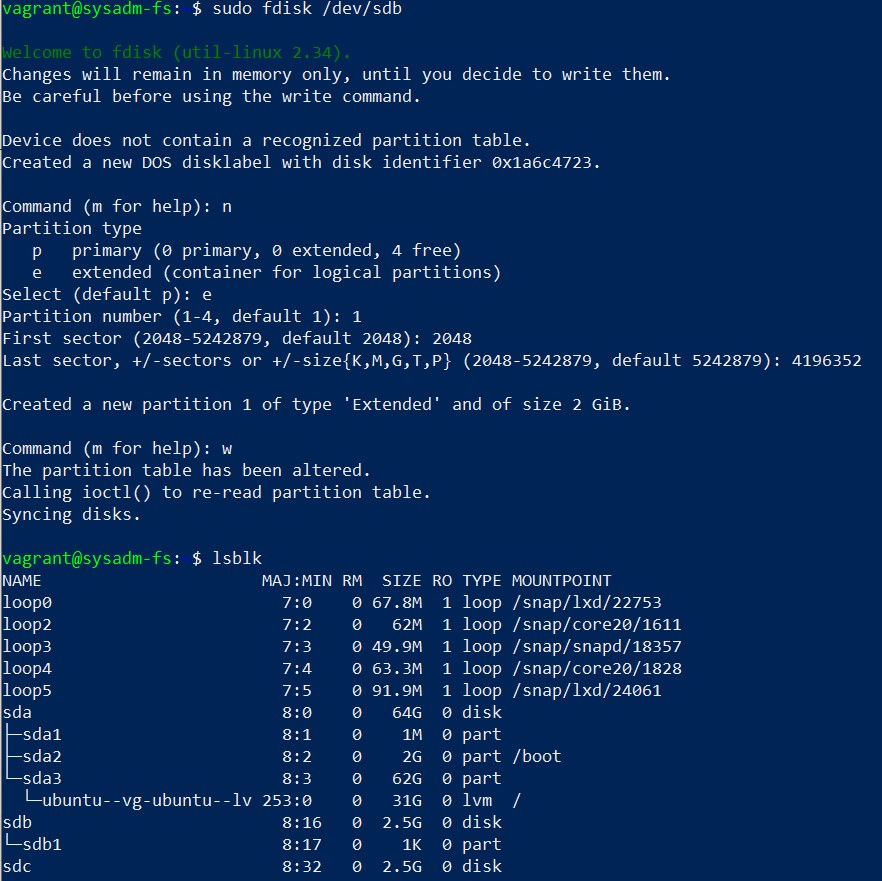 vagrant@sysadm-fs:~$ sudo fdisk /dev/sdb
Welcome to fdisk (util-linux 2.34).
Changes will remain in memory only, until you decide to write them.
Be careful before using the write command.
Device does not contain a recognized partition table.
Created a new DOS disklabel with disk identifier 0x1a6c4723.
Command (m for help): n
Partition type
   p   primary (0 primary, 0 extended, 4 free)
   e   extended (container for logical partitions)
Select (default p): e
Partition number (1-4, default 1): 1
First sector (2048-5242879, default 2048): 2048
Last sector, +/-sectors or +/-size{K,M,G,T,P} (2048-5242879, default 5242879): 4196352
Created a new partition 1 of type 'Extended' and of size 2 GiB.
Command (m for help): w
The partition table has been altered.
Calling ioctl() to re-read partition table.
Syncing disks.
vagrant@sysadm-fs:~$ lsblk
NAME                      MAJ:MIN RM  SIZE RO TYPE MOUNTPOINT
loop0                       7:0    0 67.8M  1 loop /snap/lxd/22753
loop2                       7:2    0   62M  1 loop /snap/core20/1611
loop3                       7:3    0 49.9M  1 loop /snap/snapd/18357
loop4                       7:4    0 63.3M  1 loop /snap/core20/1828
loop5                       7:5    0 91.9M  1 loop /snap/lxd/24061
sda                         8:0    0   64G  0 disk
├─sda1                      8:1    0    1M  0 part
├─sda2                      8:2    0    2G  0 part /boot
└─sda3                      8:3    0   62G  0 part
  └─ubuntu--vg-ubuntu--lv 253:0    0   31G  0 lvm  /
sdb                         8:16   0  2.5G  0 disk
└─sdb1                      8:17   0    1K  0 part
sdc                         8:32   0  2.5G  0 disk